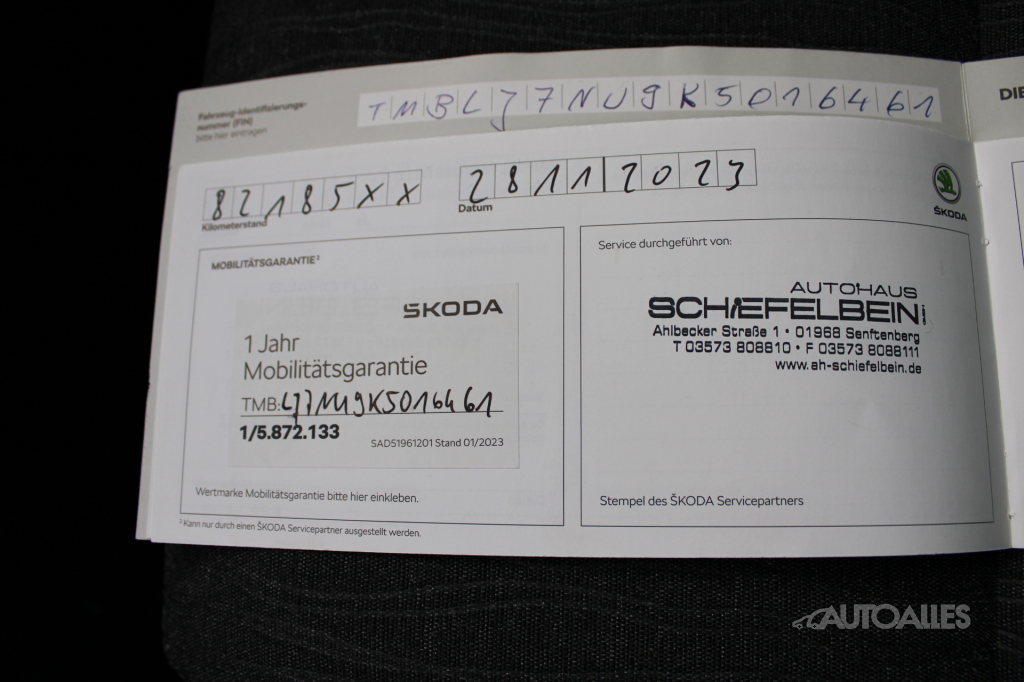 Fahrzeug-Identifizierungs-
nummer (FIN)
bitte hier eintragen
TMBLJ7NU9K5016461
82185XX
Kilometerstand
28112023
Datum
ŠKODA
DIE
MOBILITÄTSGARANTIE²
ŠKODA
1 Jahr
Mobilitätsgarantie
TMB:LJ7NU9K5016461
1/5.872.133
SAD51961201 Stand 01/2023
Wertmarke Mobilitätsgarantie bitte hier einkleben.
² Kann nur durch einen ŠKODA Servicepartner ausgestellt werden.
Service durchgeführt von:
AUTOHAUS
SCHIEFELBEIN
Ahlbecker Straße 1 • 01968 Senftenberg
T 03573 808810 • F 03573 8088111
www.ah-schiefelbein.de
Stempel des ŠKODA Servicepartners
AUTOALLES